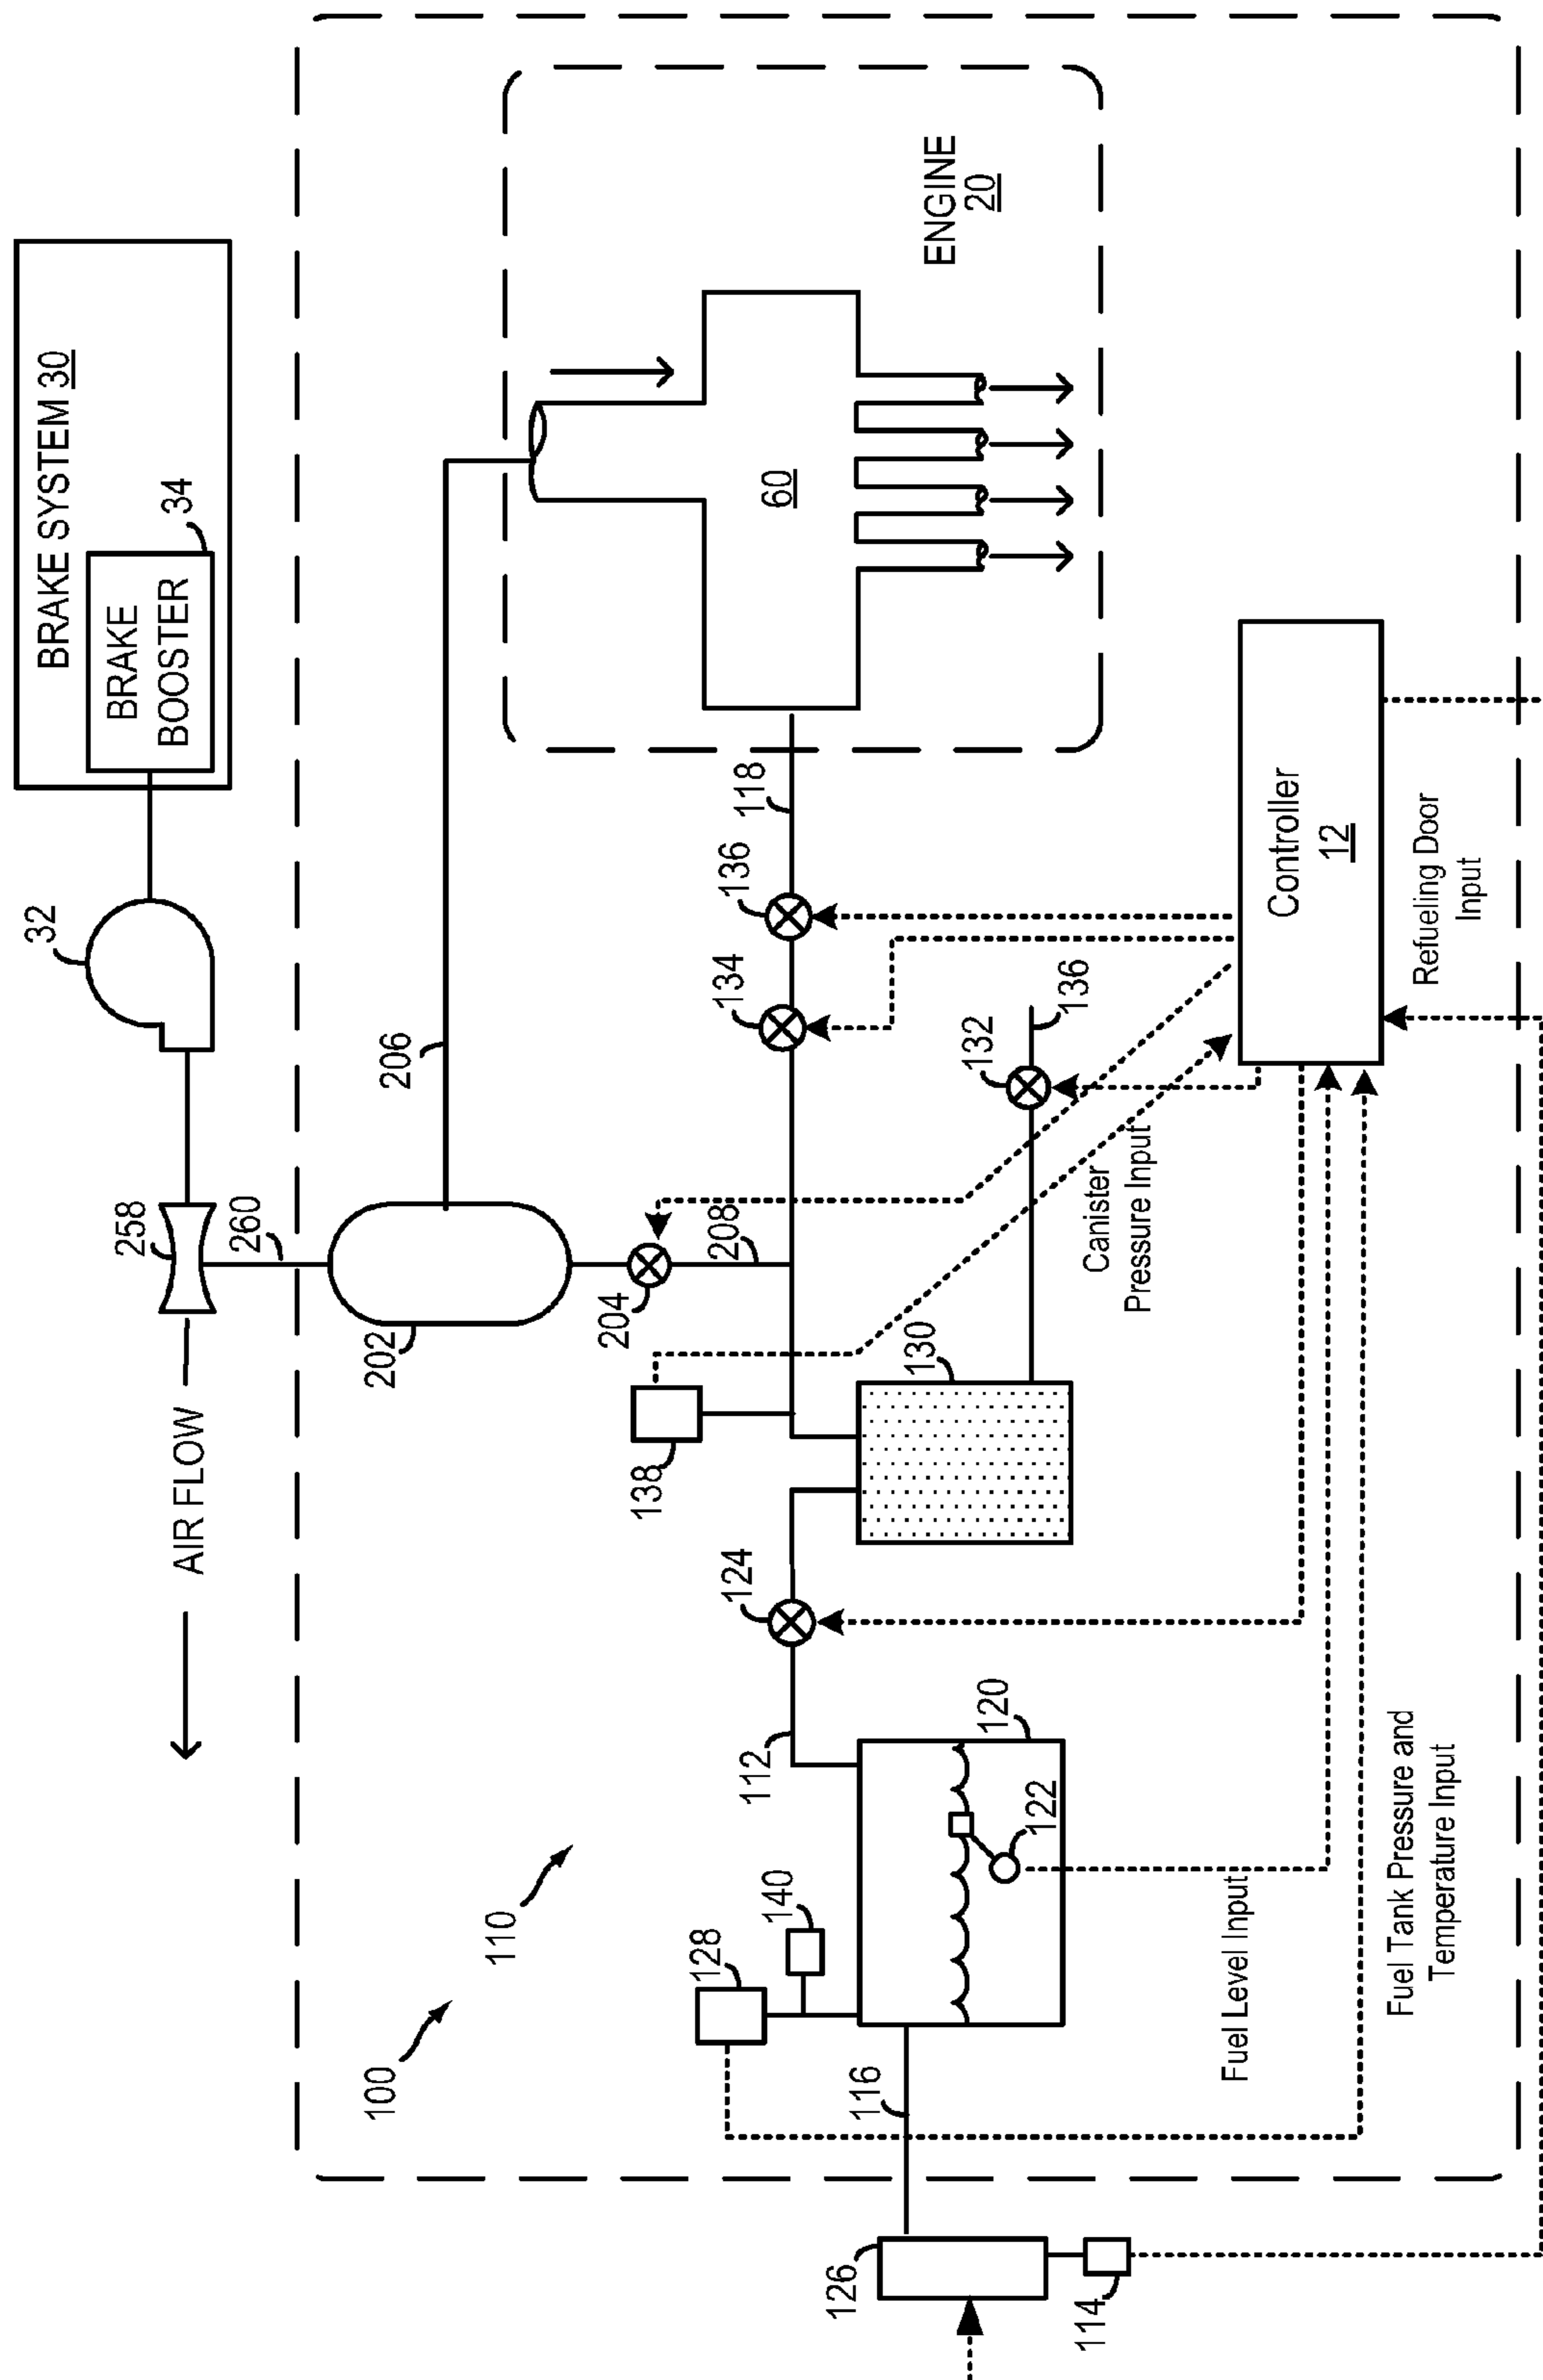 BRAKE SYSTEM 30
BRAKE
BOOSTER
34
32
258
260
AIR FLOW
202
206
204
208
138
ENGINE
20
60
118
136
134
132
136
130
Canister
Pressure Input
Controller
12
Refueling Door
Input
124
112
120
122
110
100
128
140
116
126
114
Fuel Level Input
Fuel Tank Pressure and
Temperature Input